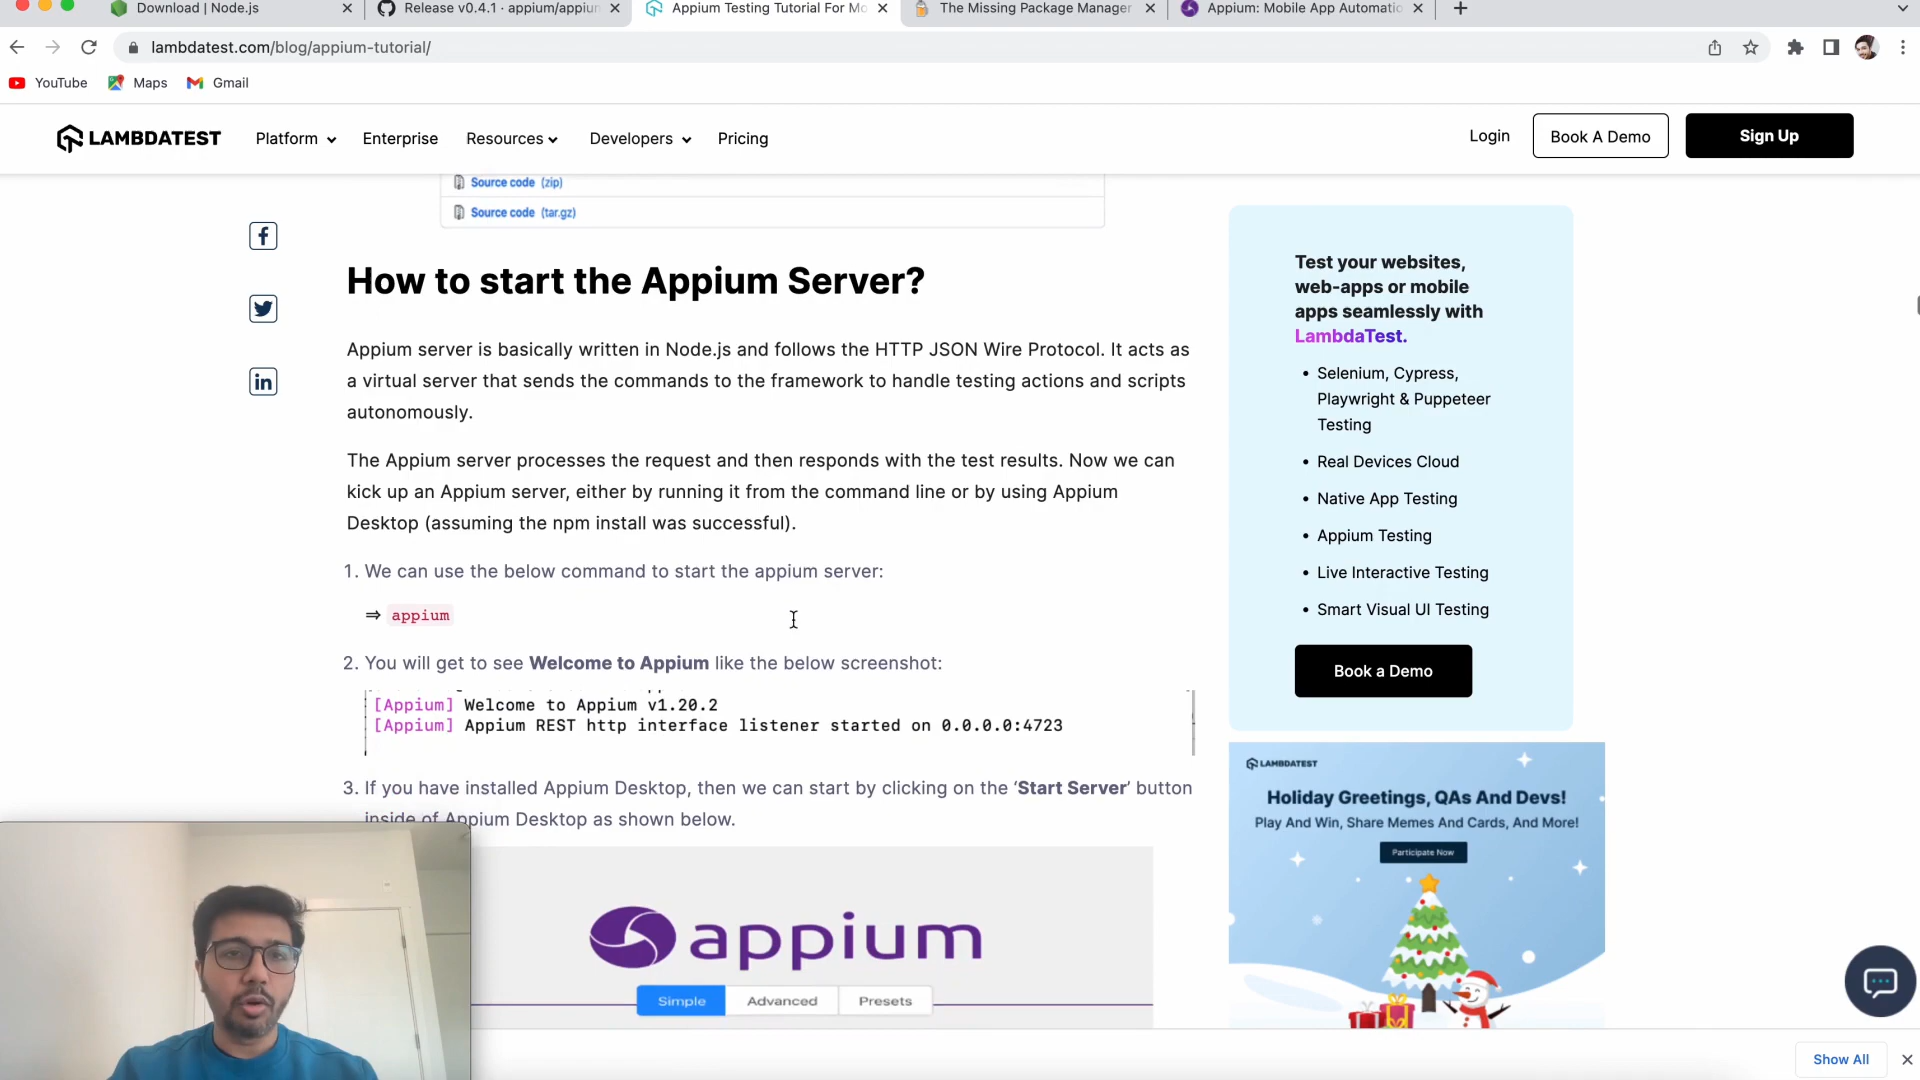 Download | Node.js
Release v0.4.1 · appium/appiun
Appium Testing Tutorial For Mo
The Missing Package Manager
Appium: Mobile App Automatio
lambdatest.com/blog/appium-tutorial/
YouTube
Maps
Gmail
LAMBDATEST
Platform
Enterprise
Resources
Developers
Pricing
Login
Book A Demo
Sign Up
Source code (zip)
Source code (tar.gz)
How to start the Appium Server?
Appium server is basically written in Node.js and follows the HTTP JSON Wire Protocol. It acts as
a virtual server that sends the commands to the framework to handle testing actions and scripts
autonomously.
The Appium server processes the request and then responds with the test results. Now we can
kick up an Appium server, either by running it from the command line or by using Appium
Desktop (assuming the npm install was successful).
1. We can use the below command to start the appium server:
⇒ appium
2. You will get to see Welcome to Appium like the below screenshot:
[Appium] Welcome to Appium v1.20.2
[Appium] Appium REST http interface listener started on 0.0.0.0:4723
3. If you have installed Appium Desktop, then we can start by clicking on the ‘Start Server’ button
inside of Appium Desktop as shown below.
appium
Simple
Advanced
Presets
Test your websites,
web-apps or mobile
apps seamlessly with
LambdaTest.
• Selenium, Cypress,
Playwright & Puppeteer
Testing
• Real Devices Cloud
• Native App Testing
• Appium Testing
• Live Interactive Testing
• Smart Visual UI Testing
Book a Demo
LAMBDATEST
Holiday Greetings, QAs And Devs!
Play And Win, Share Memes And Cards, And More!
Participate Now
Show All